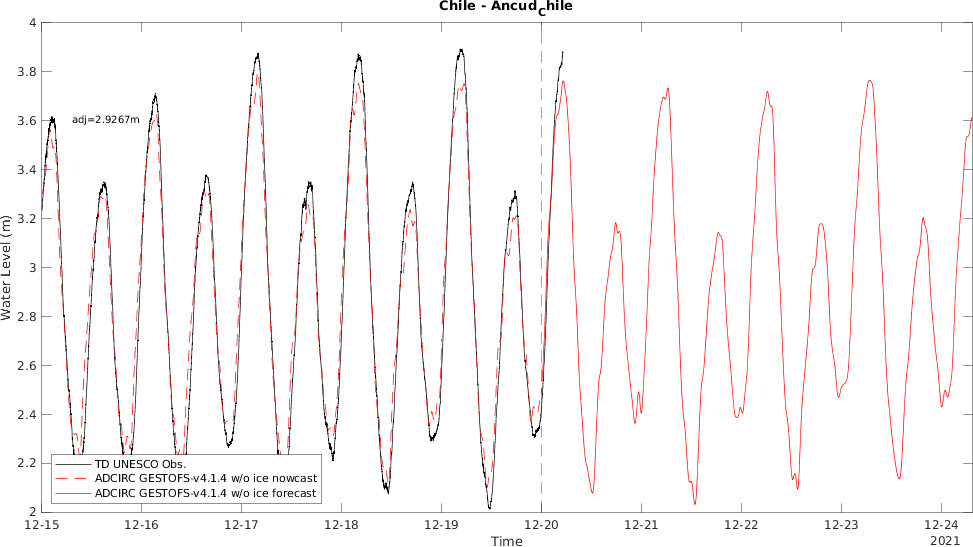 Chile - Ancud_Chile
4
3.8
3.6
3.4
3.2
3
2.8
2.6
2.4
2.2
2
Water Level (m)
adj=2.9267m
TD UNESCO Obs.
ADCIRC GESTOFS-v4.1.4 w/o ice nowcast
ADCIRC GESTOFS-v4.1.4 w/o ice forecast
12-15 12-16 12-17 12-18 12-19 12-20 12-21 12-22 12-23 12-24
Time
2021